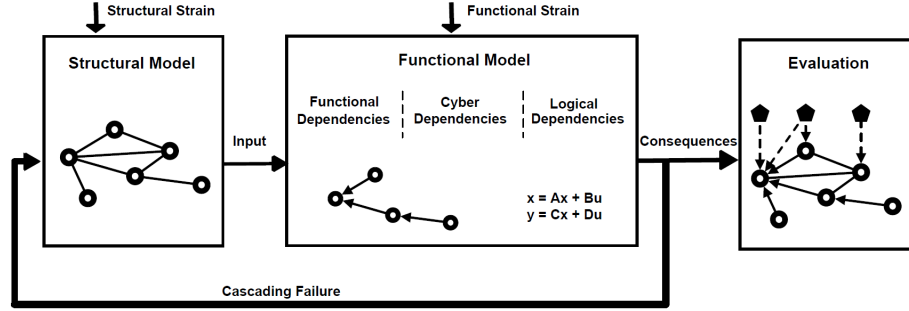 Structural Strain
Functional Strain
Structural Model
Functional Model
Evaluation
Functional
Dependencies
Cyber
Dependencies
Logical
Dependencies
Input
Consequences
x = Ax + Bu
y = Cx + Du
Cascading Failure